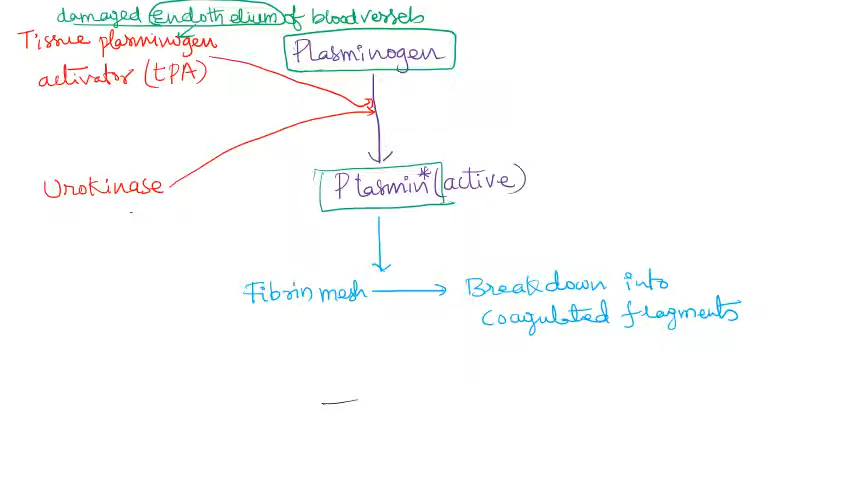 damaged endothelium of blood vessels
Tissue plasminogen
activator (tPA)
Plasminogen
Urokinase
Plasmin* (active)
Fibrin mesh
Breakdown into
coagulated fragments